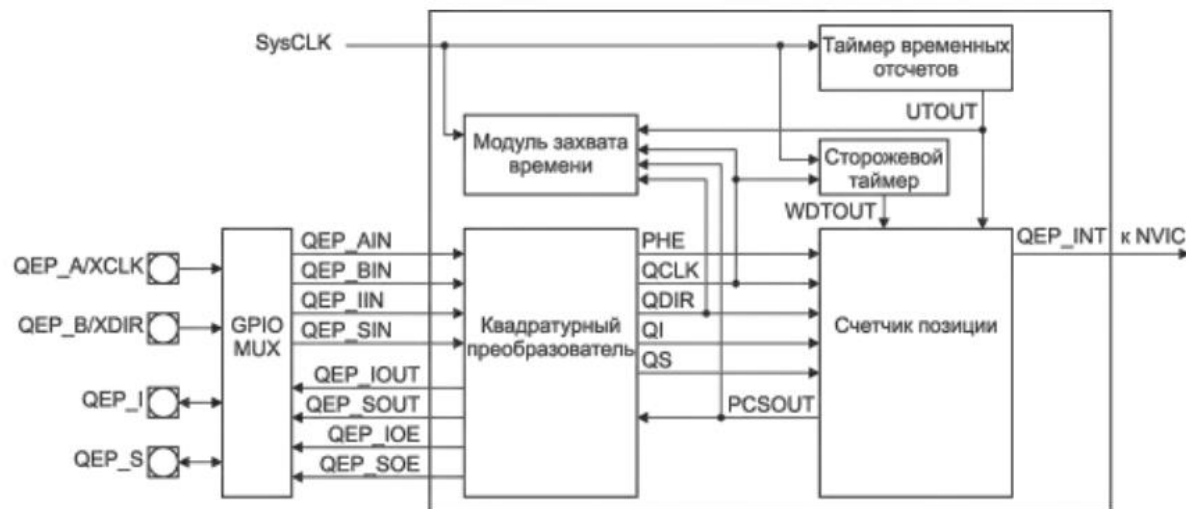 SysCLK
Таймер временных
отсчетов
UTOUT
Модуль захвата
времени
Сторожевой
таймер
WDTOUT
QEP_A/XCLK
QEP_B/XDIR
QEP_I
QEP_S
GPIO
MUX
QEP_AIN
QEP_BIN
QEP_IIN
QEP_SIN
QEP_IOUT
QEP_SOUT
QEP_IOE
QEP_SOE
Квадратурный
преобразователь
PHE
QCLK
QDIR
QI
QS
PCSOUT
Счетчик позиции
QEP_INT к NVIC